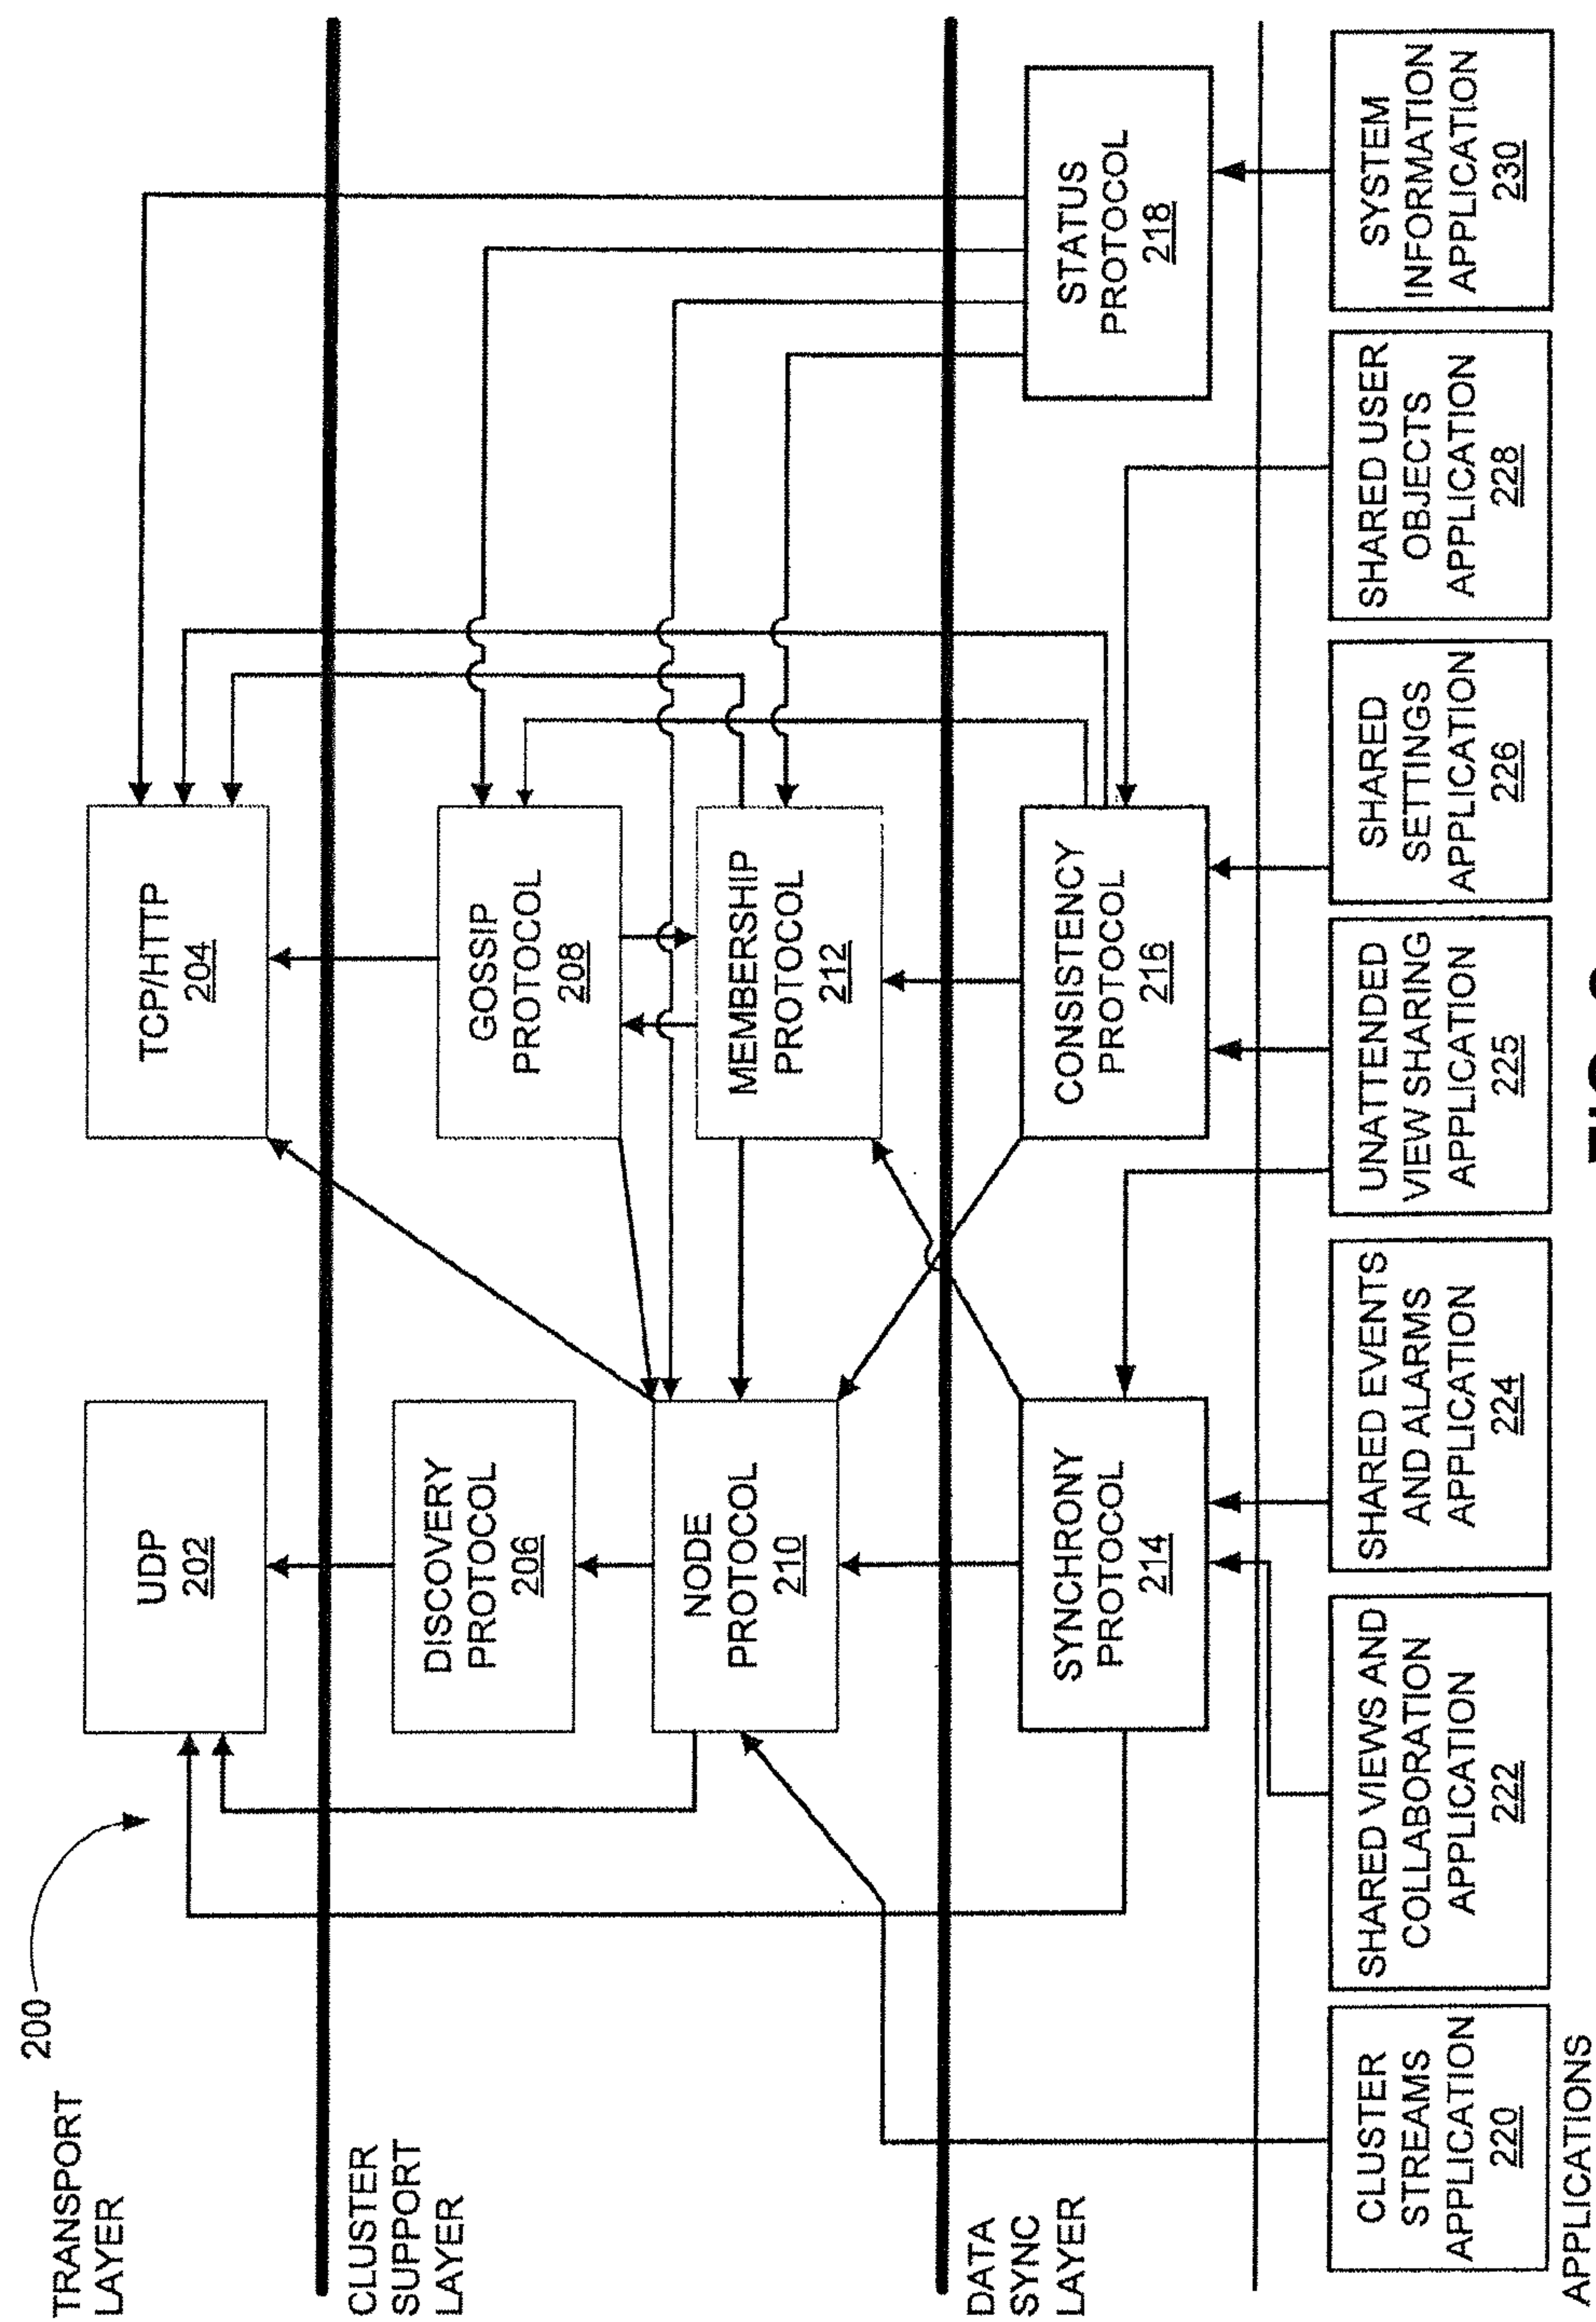 200
TRANSPORT
LAYER
UDP
202
TCP/HTTP
204
CLUSTER
SUPPORT
LAYER
DISCOVERY
PROTOCOL
206
GOSSIP
PROTOCOL
208
NODE
PROTOCOL
210
MEMBERSHIP
PROTOCOL
212
DATA
SYNC
LAYER
SYNCHRONY
PROTOCOL
214
CONSISTENCY
PROTOCOL
216
STATUS
PROTOCOL
218
CLUSTER
STREAMS
APPLICATION
220
SHARED VIEWS AND
COLLABORATION
APPLICATION
222
SHARED EVENTS
AND ALARMS
APPLICATION
224
UNATTENDED
VIEW SHARING
APPLICATION
225
SHARED
SETTINGS
APPLICATION
226
SHARED USER
OBJECTS
APPLICATION
228
SYSTEM
INFORMATION
APPLICATION
230
APPLICATIONS